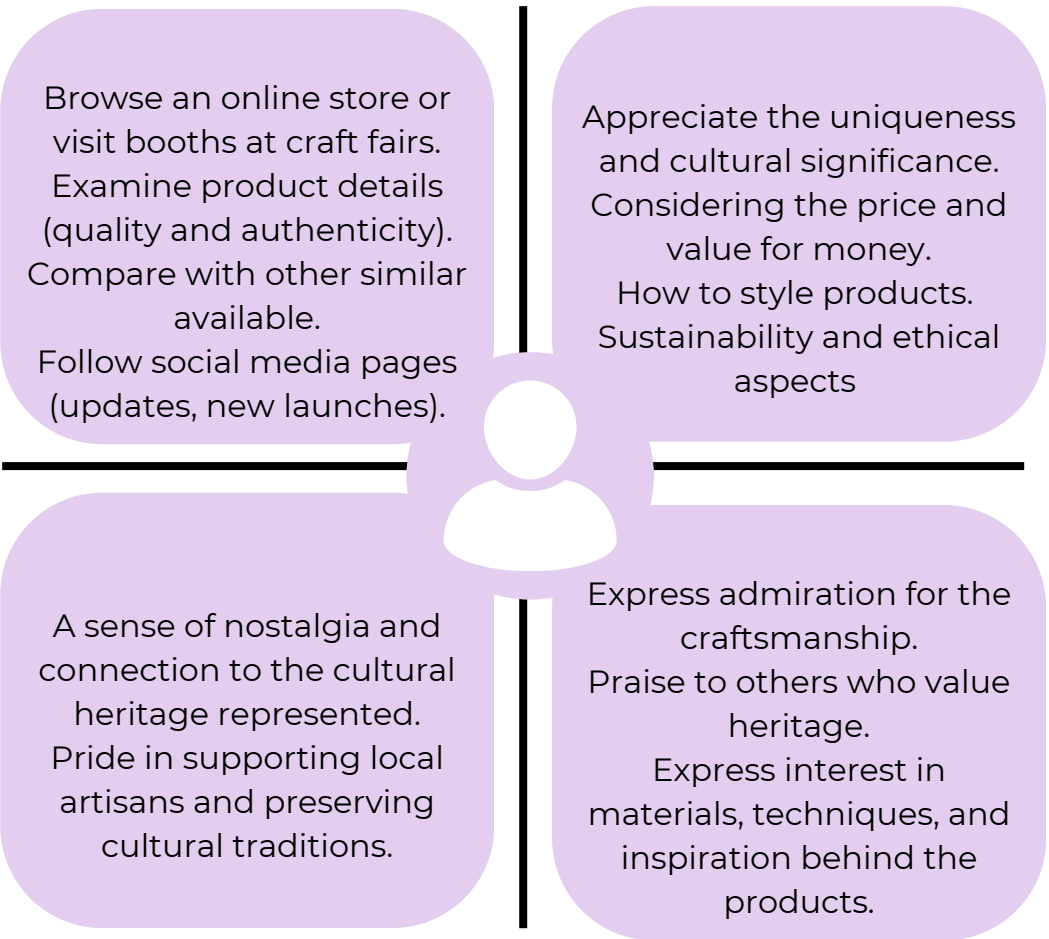 Browse an online store or
visit booths at craft fairs.
Examine product details
(quality and authenticity).
Compare with other similar
available.
Follow social media pages
(updates, new launches).
Appreciate the uniqueness
and cultural significance.
Considering the price and
value for money.
How to style products.
Sustainability and ethical
aspects
A sense of nostalgia and
connection to the cultural
heritage represented.
Pride in supporting local
artisans and preserving
cultural traditions.
Express admiration for the
craftsmanship.
Praise to others who value
heritage.
Express interest in
materials, techniques, and
inspiration behind the
products.